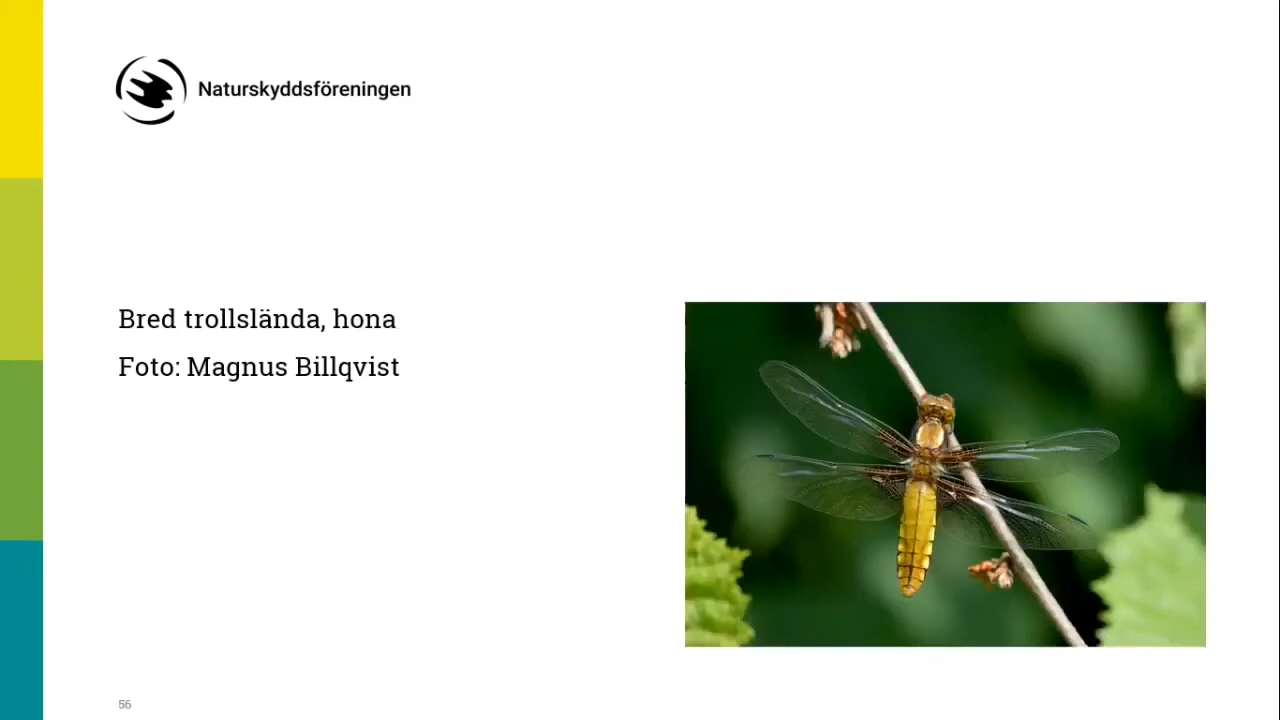 Naturskyddsföreningen
Bred trollslända, hona
Foto: Magnus Billqvist
56